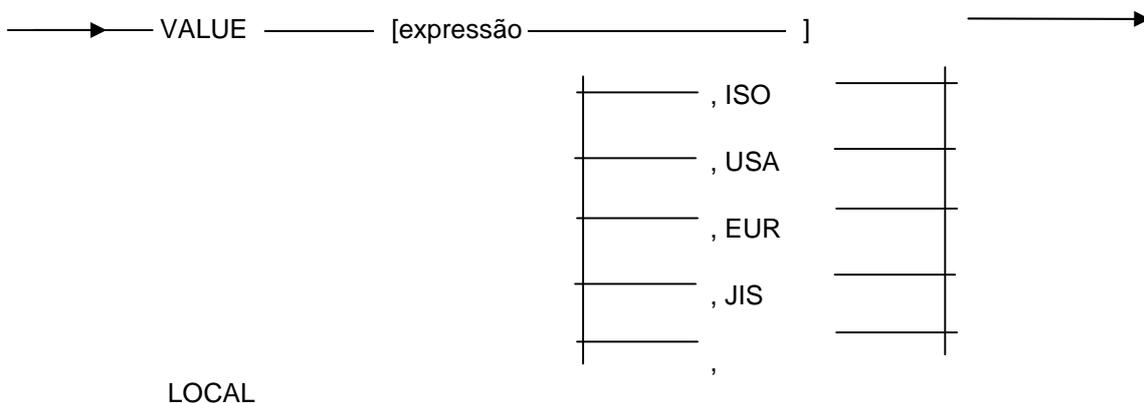 VALUE [expressão ]
, ISO
, USA
, EUR
, JIS
,
LOCAL